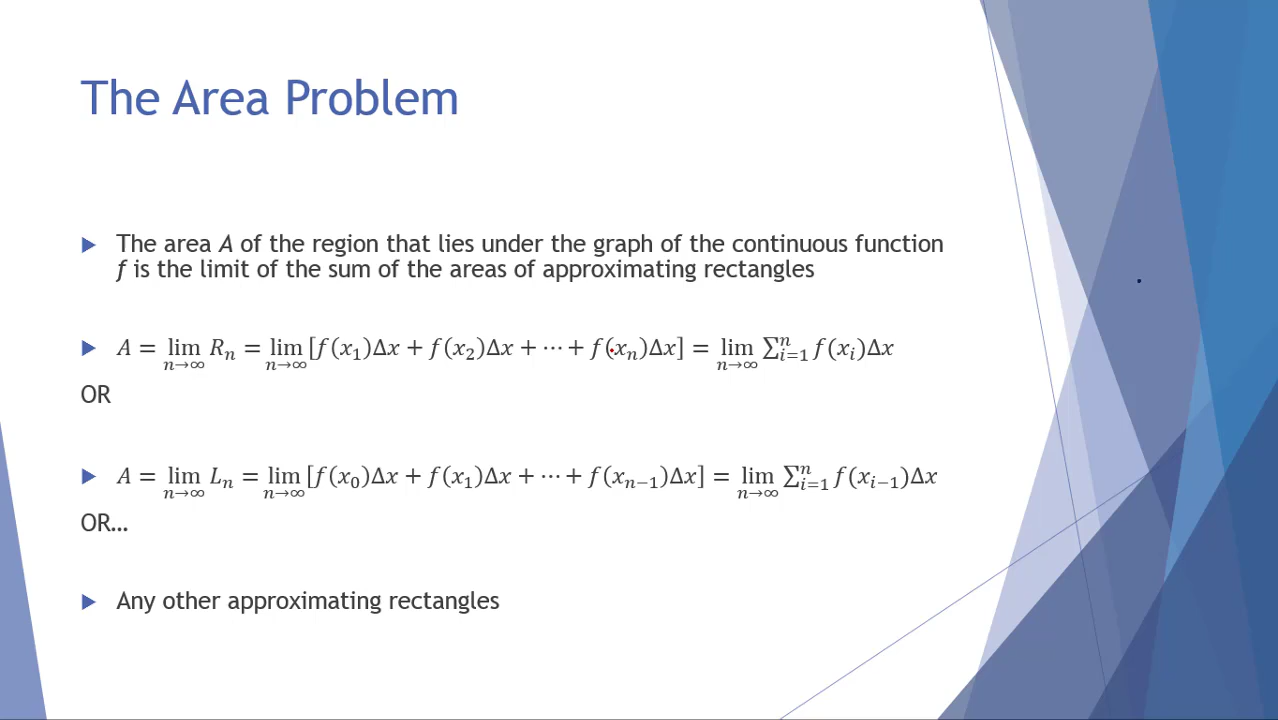 The Area Problem
The area A of the region that lies under the graph of the continuous function
f is the limit of the sum of the areas of approximating rectangles
A = lim_{n→∞} R_n = lim_{n→∞} [f(x_1)Δx + f(x_2)Δx + ⋯ + f(x_n)Δx] = lim_{n→∞} ∑_{i=1}^{n} f(x_i)Δx
OR
A = lim_{n→∞} L_n = lim_{n→∞} [f(x_0)Δx + f(x_1)Δx + ⋯ + f(x_{n−1})Δx] = lim_{n→∞} ∑_{i=1}^{n} f(x_{i−1})Δx
OR…
Any other approximating rectangles